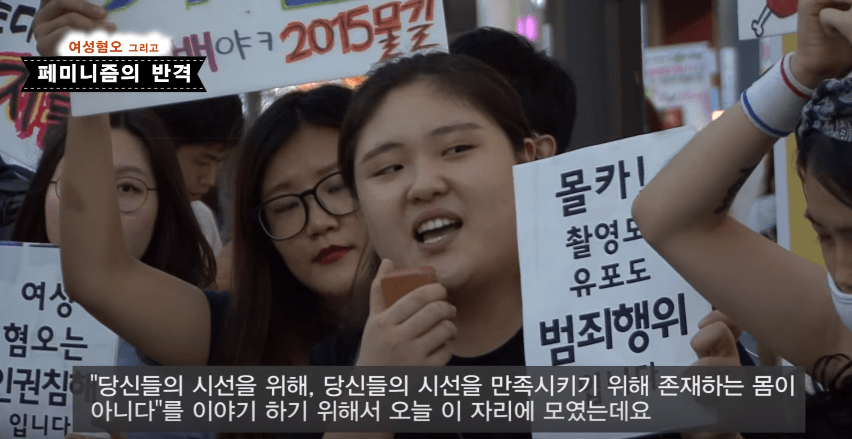 2015몰카
여성혐오 그리고
페미니즘의 반격
몰카!
촬영도
유포도
범죄행위
입니다
여성
혐오는
인권침해
입니다
"당신들의 시선을 위해, 당신들의 시선을 만족시키기 위해 존재하는 몸이
아니다"를 이야기 하기 위해서 오늘 이 자리에 모였는데요